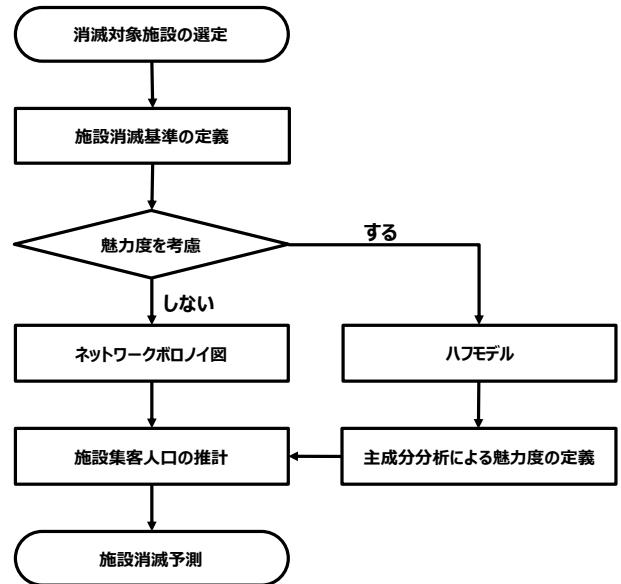 消滅対象施設の選定
施設消滅基準の定義
魅力度を考慮
する
しない
ネットワークボロノイ図
ハフモデル
施設集客人口の推計
主成分分析による魅力度の定義
施設消滅予測